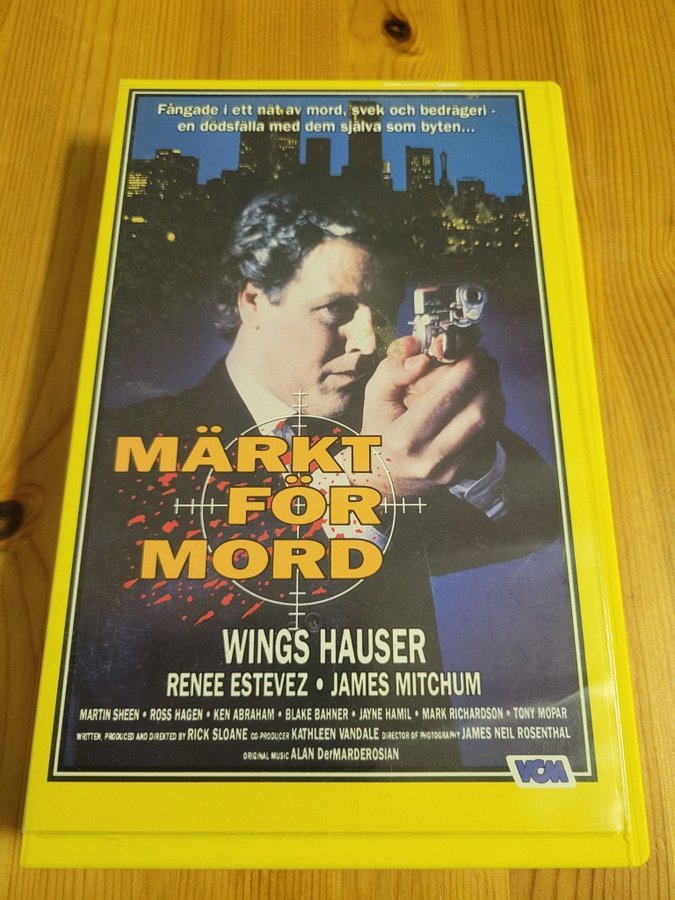 Fångade i ett nät av mord, svek och bedrägeri -
en dödsfälla med dem själva som byten...
MÄRKT
FÖR
MORD
WINGS HAUSER
RENEE ESTEVEZ • JAMES MITCHUM
MARTIN SHEEN • ROSS HAGEN • KEN ABRAHAM • BLAKE BAHNER • JAYNE HAMIL • MARK RICHARDSON • TONY MOPAR
WRITTEN, PRODUCED AND DIRECTED BY RICK SLOANE CO-PRODUCER KATHLEEN VANDALE DIRECTOR OF PHOTOGRAPHY JAMES NEIL ROSENTHAL
ORIGINAL MUSIC ALAN DerMARDEROSIAN
VCM